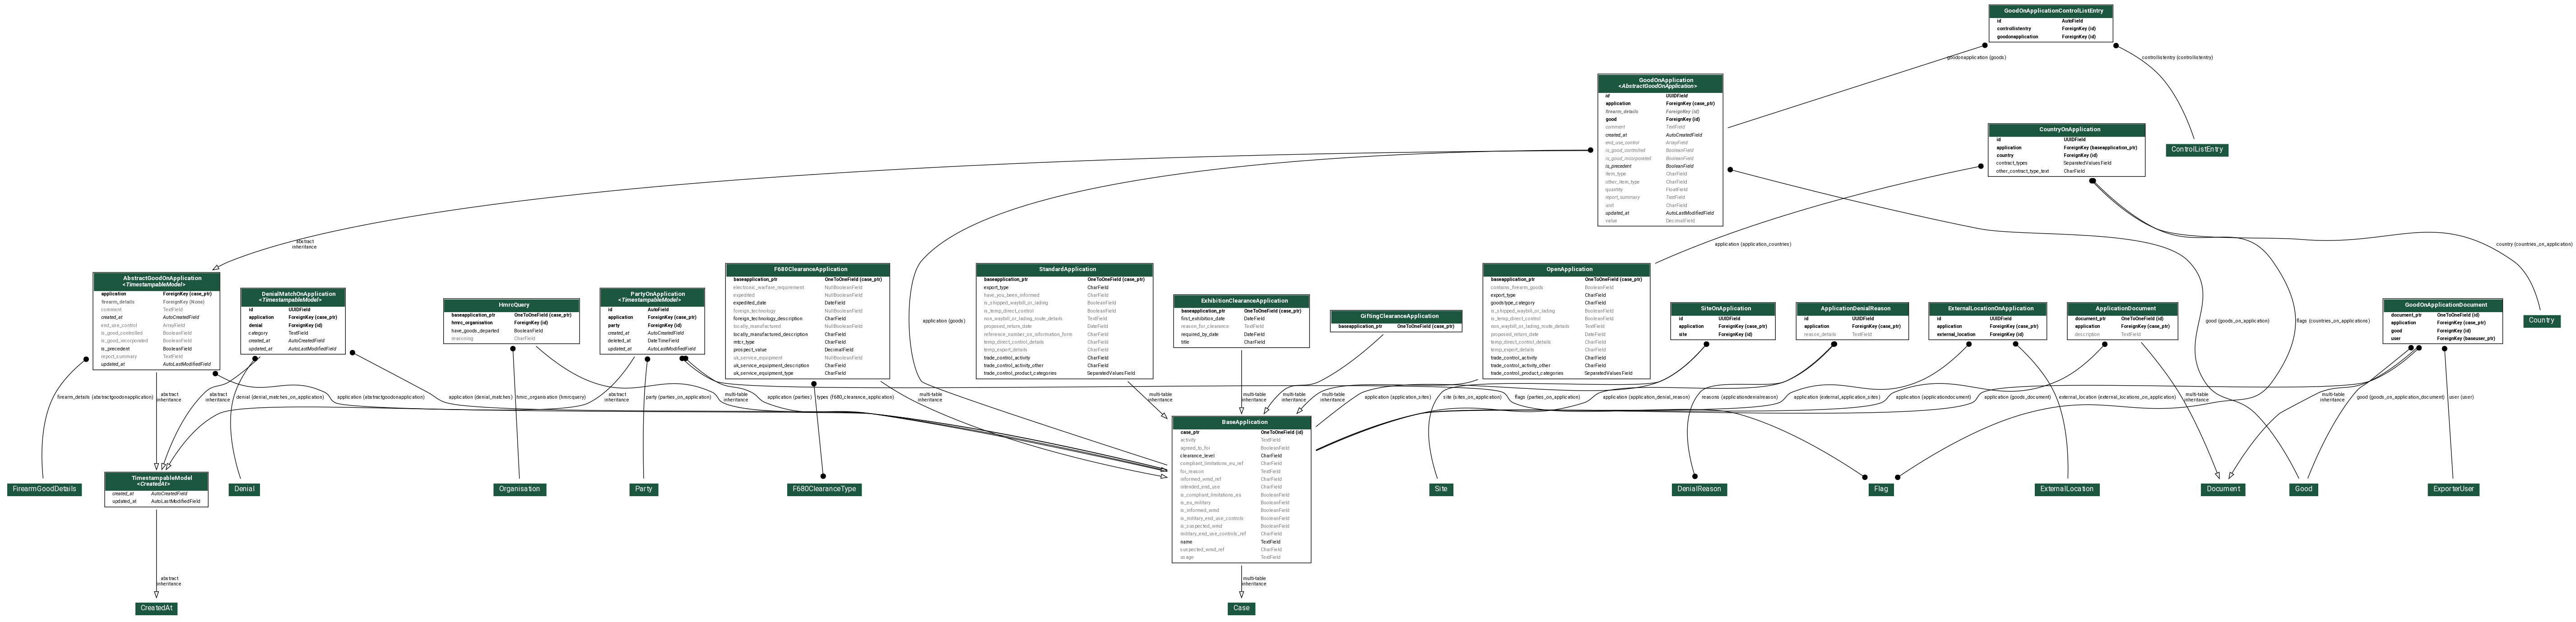 GoodOnApplicationControlListEntry
id AutoField
controllistentry ForeignKey (id)
goodonapplication ForeignKey (id)
goodonapplication (goods)
controllistentry (controllistentry)
GoodOnApplication
<AbstractGoodOnApplication>
id UUIDField
application ForeignKey (case_ptr)
firearm_details ForeignKey (id)
good ForeignKey (id)
comment TextField
created_at AutoCreatedField
end_use_control ArrayField
is_good_controlled BooleanField
is_good_incorporated BooleanField
is_precedent BooleanField
item_type CharField
other_item_type CharField
quantity FloatField
report_summary TextField
unit CharField
updated_at AutoLastModifiedField
value DecimalField
CountryOnApplication
id UUIDField
application ForeignKey (baseapplication_ptr)
country ForeignKey (id)
contract_types SeparatedValuesField
other_contract_type_text CharField
ControlListEntry
abstract
inheritance
application (goods)
application (application_countries)
country (countries_on_application)
good (goods_on_application)
flags (countries_on_applications)
AbstractGoodOnApplication
<TimestampableModel>
application ForeignKey (case_ptr)
firearm_details ForeignKey (None)
comment TextField
created_at AutoCreatedField
end_use_control ArrayField
is_good_controlled BooleanField
is_good_incorporated BooleanField
is_precedent BooleanField
report_summary TextField
updated_at AutoLastModifiedField
DenialMatchOnApplication
<TimestampableModel>
id UUIDField
application ForeignKey (case_ptr)
denial ForeignKey (id)
category TextField
created_at AutoCreatedField
updated_at AutoLastModifiedField
HmrcQuery
baseapplication_ptr OneToOneField (case_ptr)
hmrc_organisation ForeignKey (id)
have_goods_departed BooleanField
reasoning CharField
PartyOnApplication
<TimestampableModel>
id AutoField
application ForeignKey (case_ptr)
party ForeignKey (id)
created_at AutoCreatedField
deleted_at DateTimeField
updated_at AutoLastModifiedField
F680ClearanceApplication
baseapplication_ptr OneToOneField (case_ptr)
electronic_warfare_requirement NullBooleanField
expedited NullBooleanField
expedited_date DateField
foreign_technology NullBooleanField
foreign_technology_description CharField
locally_manufactured NullBooleanField
locally_manufactured_description CharField
mtcr_type CharField
prospect_value DecimalField
uk_service_equipment NullBooleanField
uk_service_equipment_description CharField
uk_service_equipment_type CharField
StandardApplication
baseapplication_ptr OneToOneField (case_ptr)
export_type CharField
have_you_been_informed CharField
is_shipped_waybill_or_lading BooleanField
is_temp_direct_control BooleanField
non_waybill_or_lading_route_details TextField
proposed_return_date DateField
reference_number_on_information_form CharField
temp_direct_control_details CharField
temp_export_details CharField
trade_control_activity CharField
trade_control_activity_other CharField
trade_control_product_categories SeparatedValuesField
ExhibitionClearanceApplication
baseapplication_ptr OneToOneField (case_ptr)
first_exhibition_date DateField
reason_for_clearance TextField
required_by_date DateField
title CharField
GiftingClearanceApplication
baseapplication_ptr OneToOneField (case_ptr)
OpenApplication
baseapplication_ptr OneToOneField (case_ptr)
contains_firearm_goods BooleanField
export_type CharField
goodstype_category CharField
is_shipped_waybill_or_lading BooleanField
is_temp_direct_control BooleanField
non_waybill_or_lading_route_details TextField
proposed_return_date DateField
temp_direct_control_details CharField
temp_export_details CharField
trade_control_activity CharField
trade_control_activity_other CharField
trade_control_product_categories SeparatedValuesField
SiteOnApplication
id UUIDField
application ForeignKey (case_ptr)
site ForeignKey (id)
ApplicationDenialReason
id UUIDField
application ForeignKey (case_ptr)
reason_details TextField
ExternalLocationOnApplication
id UUIDField
application ForeignKey (case_ptr)
external_location ForeignKey (id)
ApplicationDocument
document_ptr OneToOneField (id)
application ForeignKey (case_ptr)
description TextField
GoodOnApplicationDocument
document_ptr OneToOneField (id)
application ForeignKey (case_ptr)
good ForeignKey (id)
user ForeignKey (baseuser_ptr)
Country
firearm_details (abstractgoodonapplication)
abstract
inheritance
abstract
inheritance
denial (denial_matches_on_application)
application (abstractgoodonapplication)
application (denial_matches)
hmrc_organisation (hmrcquery)
abstract
inheritance
party (parties_on_application)
multi-table
inheritance
application (parties)
types (f680_clearance_application)
multi-table
inheritance
multi-table
inheritance
multi-table
inheritance
multi-table
inheritance
multi-table
inheritance
application (application_sites)
site (sites_on_application)
flags (parties_on_application)
application (application_denial_reason)
reasons (applicationdenialreason)
application (external_application_sites)
application (applicationdocument)
external_location (external_locations_on_application)
multi-table
inheritance
application (goods_document)
multi-table
inheritance
good (goods_on_application_document)
user (user)
BaseApplication
case_ptr OneToOneField (id)
activity TextField
agreed_to_foi BooleanField
clearance_level CharField
compliant_limitations_eu_ref CharField
foi_reason TextField
informed_wmd_ref CharField
intended_end_use CharField
is_compliant_limitations_eu BooleanField
is_eu_military BooleanField
is_informed_wmd BooleanField
is_military_end_use_controls BooleanField
is_suspected_wmd BooleanField
military_end_use_controls_ref CharField
name TextField
suspected_wmd_ref CharField
usage TextField
FirearmGoodDetails
TimestampableModel
<CreatedAt>
created_at AutoCreatedField
updated_at AutoLastModifiedField
Denial
Organisation
Party
F680ClearanceType
Site
DenialReason
Flag
ExternalLocation
Document
Good
ExporterUser
abstract
inheritance
multi-table
inheritance
CreatedAt
Case